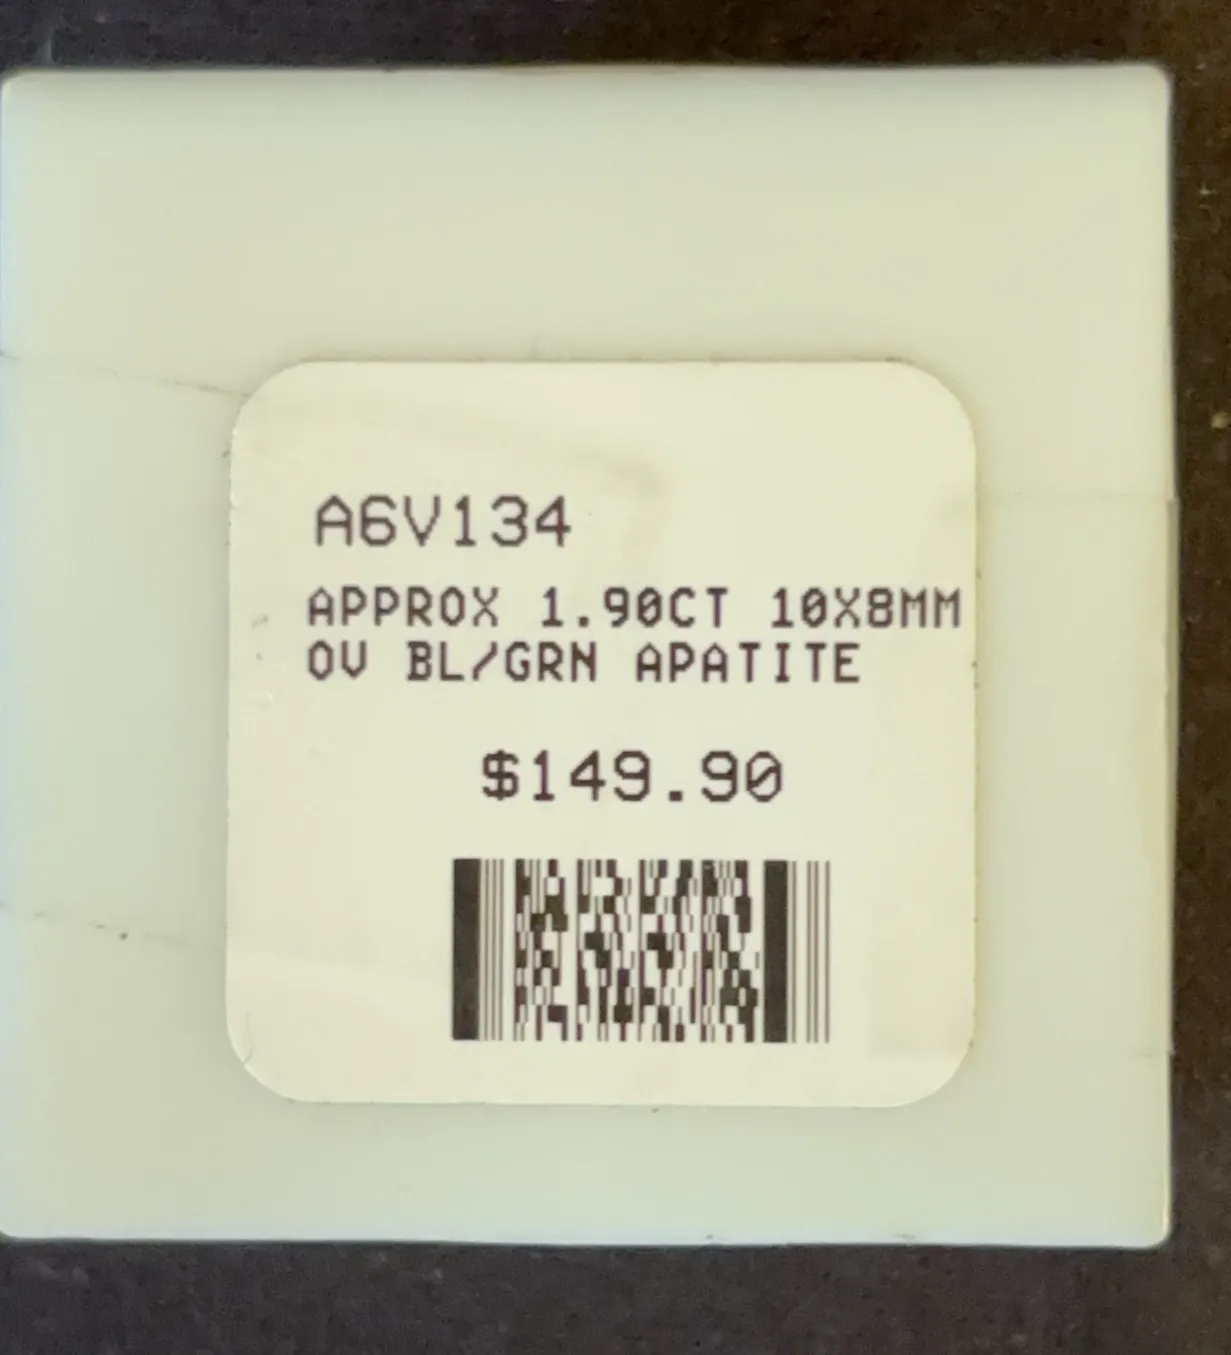 A6V134
APPROX 1.90CT 10X8MM
OV BL/GRN APATITE
$149.90